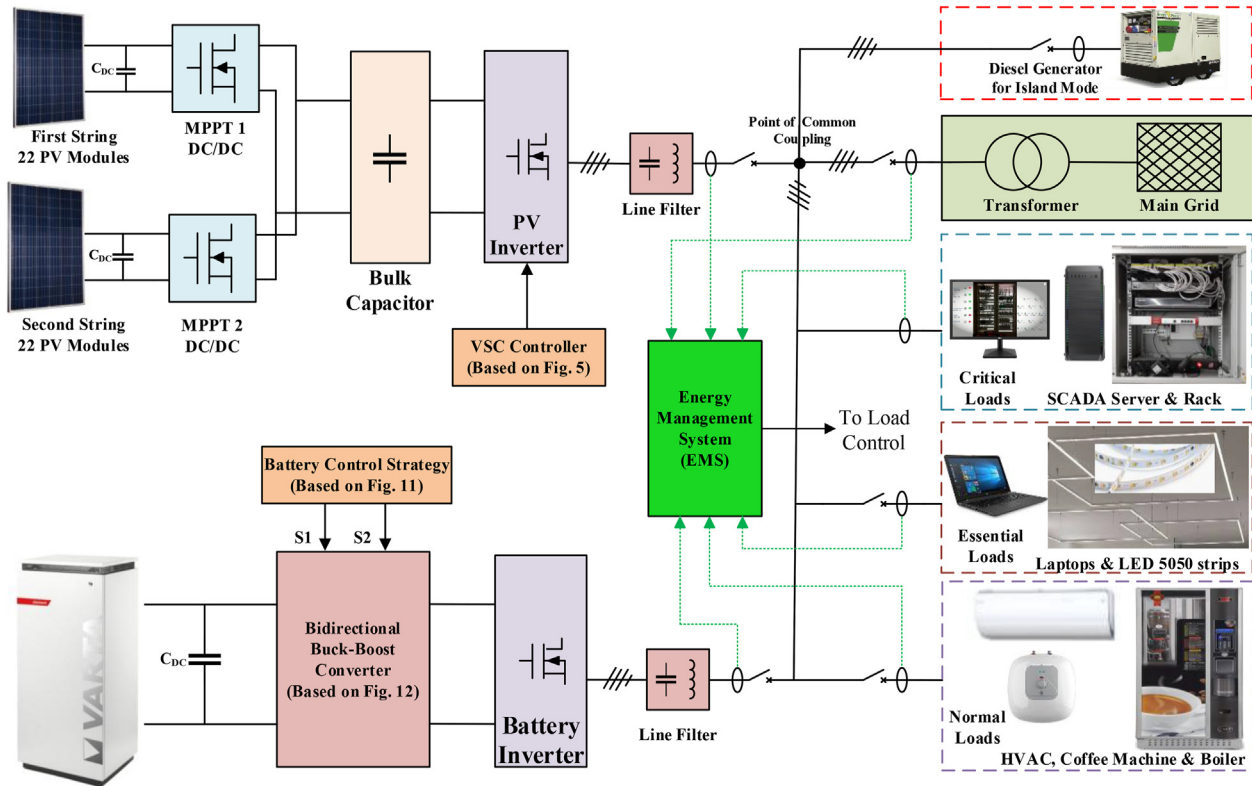 C_DC
First String
22 PV Modules
MPPT 1
DC/DC
C_DC
Second String
22 PV Modules
MPPT 2
DC/DC
Bulk
Capacitor
PV
Inverter
VSC Controller
(Based on Fig. 5)
Line Filter
Point of Common
Coupling
Diesel Generator
for Island Mode
Transformer
Main Grid
Critical
Loads
SCADA Server & Rack
Energy
Management
System
(EMS)
To Load
Control
Essential
Loads
Laptops & LED 5050 strips
Battery Control Strategy
(Based on Fig. 11)
S1
S2
VARTA
C_DC
Bidirectional
Buck-Boost
Converter
(Based on Fig. 12)
Battery
Inverter
Line Filter
Normal
Loads
HVAC, Coffee Machine & Boiler